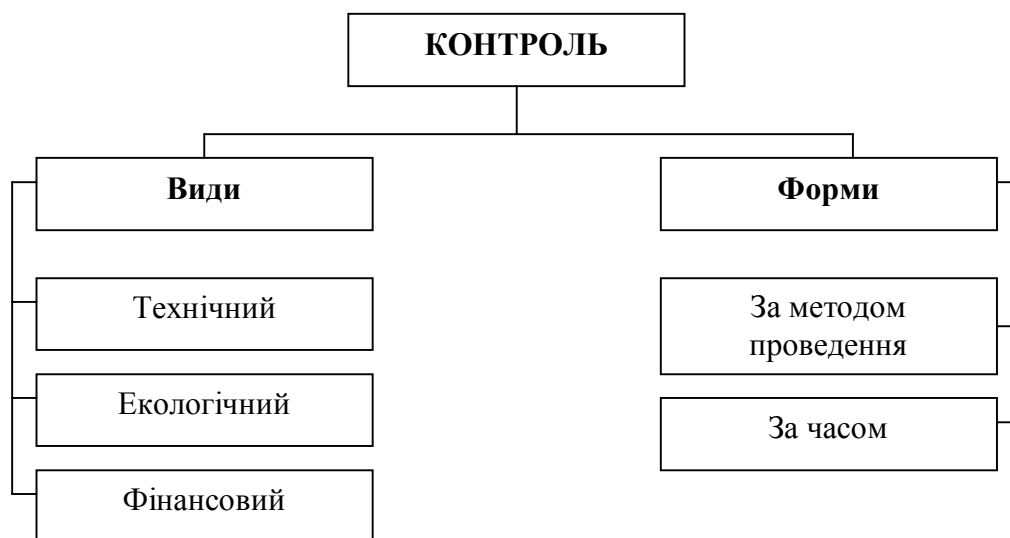 КОНТРОЛЬ
Види
Технічний
Екологічний
Фінансовий
Форми
За методом
проведення
За часом